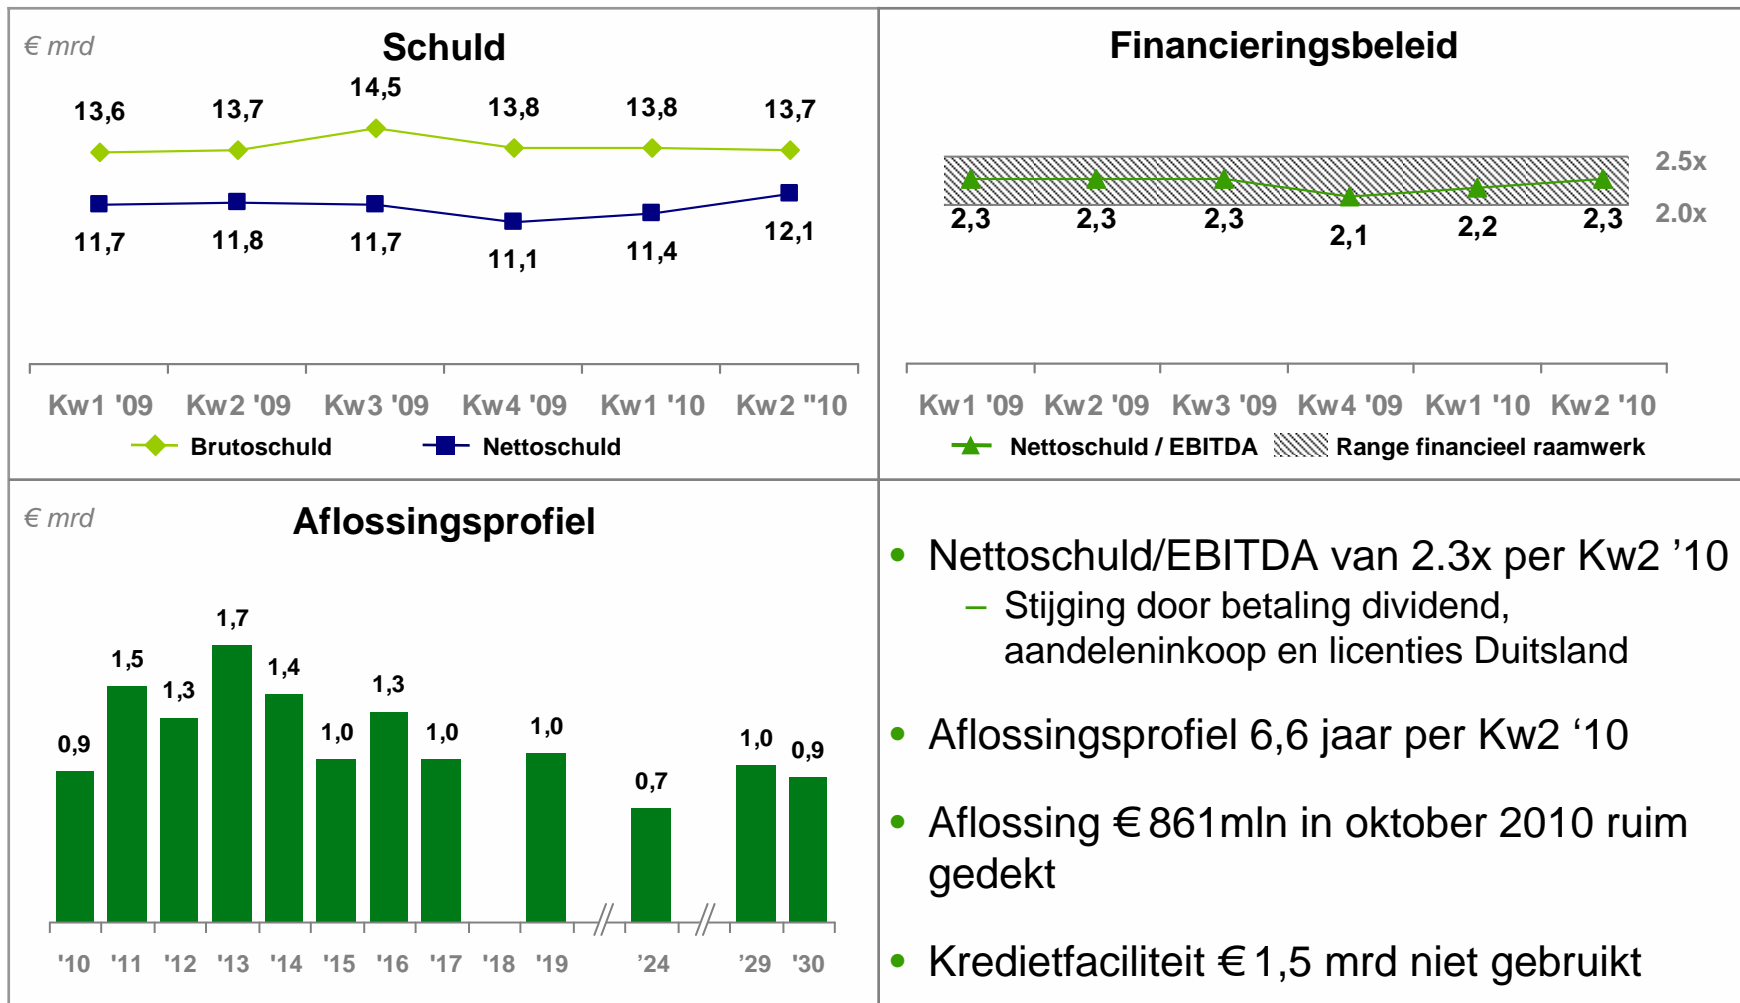 € mrd
Schuld
13,6 13,7 14,5 13,8 13,8 13,7
11,7 11,8 11,7 11,1 11,4 12,1
Kw1 '09 Kw2 '09 Kw3 '09 Kw4 '09 Kw1 '10 Kw2 "10
Brutoschuld Nettoschuld
Financieringsbeleid
2.5x
2.0x
2,3 2,3 2,3 2,1 2,2 2,3
Kw1 '09 Kw2 '09 Kw3 '09 Kw4 '09 Kw1 '10 Kw2 '10
Nettoschuld / EBITDA Range financieel raamwerk
€ mrd
Aflossingsprofiel
0,9 1,5 1,3 1,7 1,4 1,0 1,3 1,0 1,0 0,7 1,0 0,9
'10 '11 '12 '13 '14 '15 '16 '17 '18 '19 ’24 ’29 '30
• Nettoschuld/EBITDA van 2.3x per Kw2 ’10
– Stijging door betaling dividend,
aandeleninkoop en licenties Duitsland
• Aflossingsprofiel 6,6 jaar per Kw2 ‘10
• Aflossing € 861mln in oktober 2010 ruim
gedekt
• Kredietfaciliteit € 1,5 mrd niet gebruikt